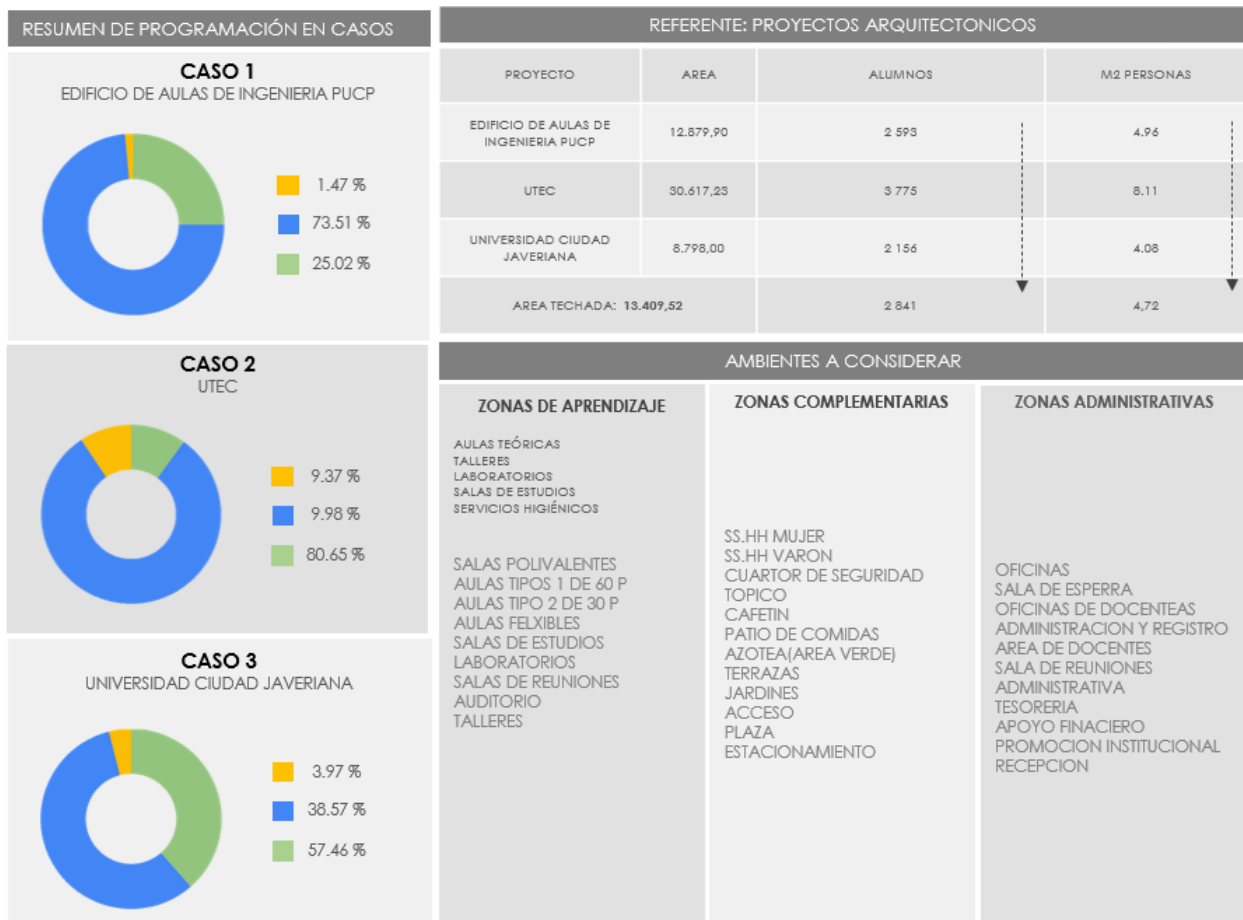 RESUMEN DE PROGRAMACIÓN EN CASOS
CASO 1
EDIFICIO DE AULAS DE INGENIERIA PUCP
1.47 %
73.51 %
25.02 %
CASO 2
UTEC
9.37 %
9.98 %
80.65 %
CASO 3
UNIVERSIDAD CIUDAD JAVERIANA
3.97 %
38.57 %
57.46 %
REFERENTE: PROYECTOS ARQUITECTONICOS
PROYECTO AREA ALUMNOS M2 PERSONAS
EDIFICIO DE AULAS DE
INGENIERIA PUCP
12.879,90 2 593 4.96
UTEC 30.617,23 3 775 8.11
UNIVERSIDAD CIUDAD
JAVERIANA
8.798,00 2 156 4.08
AREA TECHADA: 13.409,52 2 841 4,72
AMBIENTES A CONSIDERAR
ZONAS DE APRENDIZAJE
AULAS TEÓRICAS
TALLERES
LABORATORIOS
SALAS DE ESTUDIOS
SERVICIOS HIGIÉNICOS
SALAS POLIVALENTES
AULAS TIPOS 1 DE 60 P
AULAS TIPO 2 DE 30 P
AULAS FELXIBLES
SALAS DE ESTUDIOS
LABORATORIOS
SALAS DE REUNIONES
AUDITORIO
TALLERES
ZONAS COMPLEMENTARIAS
SS.HH MUJER
SS.HH VARON
CUARTOR DE SEGURIDAD
TOPICO
CAFETIN
PATIO DE COMIDAS
AZOTEA(AREA VERDE)
TERRAZAS
JARDINES
ACCESO
PLAZA
ESTACIONAMIENTO
ZONAS ADMINISTRATIVAS
OFICINAS
SALA DE ESPERRA
OFICINAS DE DOCENTEAS
ADMINISTRACION Y REGISTRO
AREA DE DOCENTES
SALA DE REUNIONES
ADMINISTRATIVA
TESORERIA
APOYO FINACIERO
PROMOCION INSTITUCIONAL
RECEPCION